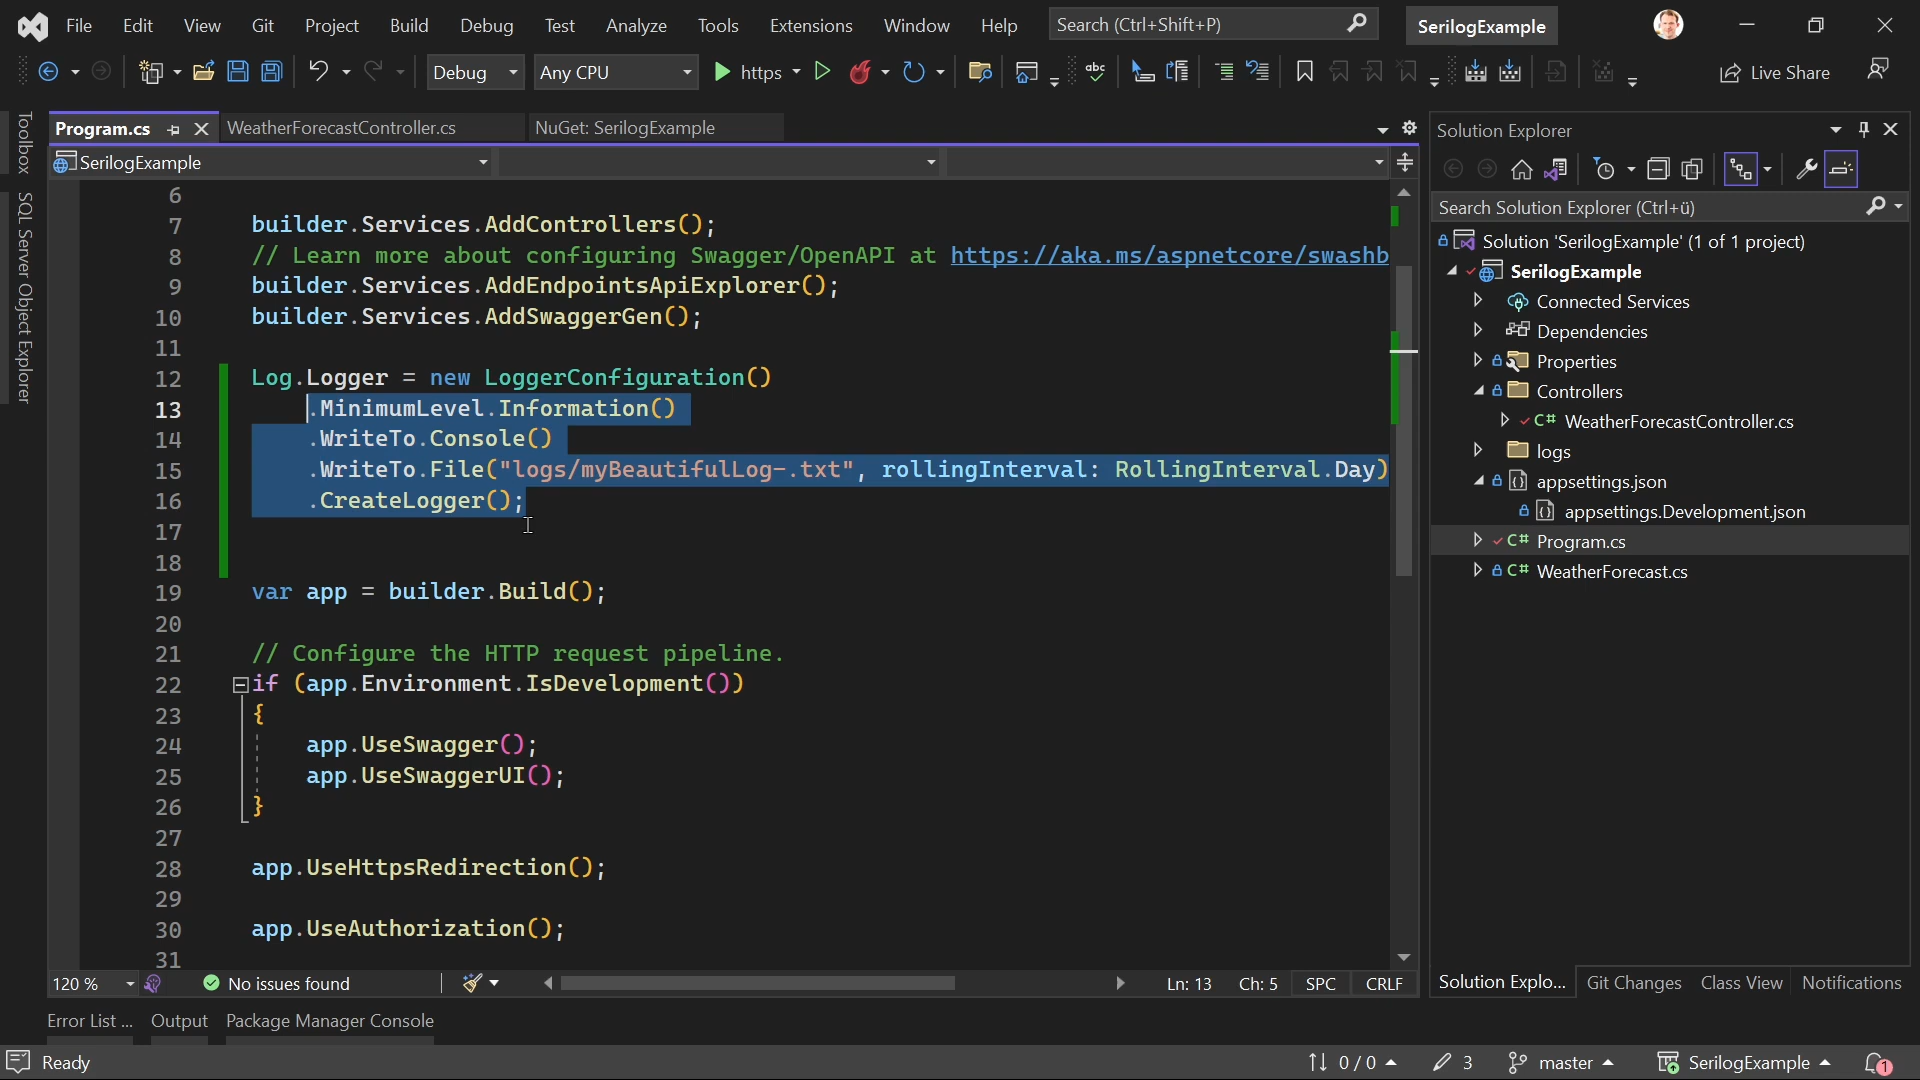 File Edit View Git Project Build Debug Test Analyze Tools Extensions Window Help Search (Ctrl+Shift+P) SerilogExample
Debug Any CPU https Live Share
Toolbox
SQL Server Object Explorer
Program.cs WeatherForecastController.cs NuGet: SerilogExample
SerilogExample
6
7 builder.Services.AddControllers();
8 // Learn more about configuring Swagger/OpenAPI at https://aka.ms/aspnetcore/swashb
9 builder.Services.AddEndpointsApiExplorer();
10 builder.Services.AddSwaggerGen();
11
12 Log.Logger = new LoggerConfiguration()
13 .MinimumLevel.Information()
14 .WriteTo.Console()
15 .WriteTo.File("logs/myBeautifulLog-.txt", rollingInterval: RollingInterval.Day)
16 .CreateLogger();
17
18
19 var app = builder.Build();
20
21 // Configure the HTTP request pipeline.
22 if (app.Environment.IsDevelopment())
23 {
24 app.UseSwagger();
25 app.UseSwaggerUI();
26 }
27
28 app.UseHttpsRedirection();
29
30 app.UseAuthorization();
31
120 % No issues found Ln: 13 Ch: 5 SPC CRLF
Error List ... Output Package Manager Console
Solution Explorer
Search Solution Explorer (Ctrl+ü)
Solution 'SerilogExample' (1 of 1 project)
SerilogExample
Connected Services
Dependencies
Properties
Controllers
C# WeatherForecastController.cs
logs
appsettings.json
appsettings.Development.json
C# Program.cs
C# WeatherForecast.cs
Solution Explo... Git Changes Class View Notifications
Ready 0 / 0 3 master SerilogExample 1